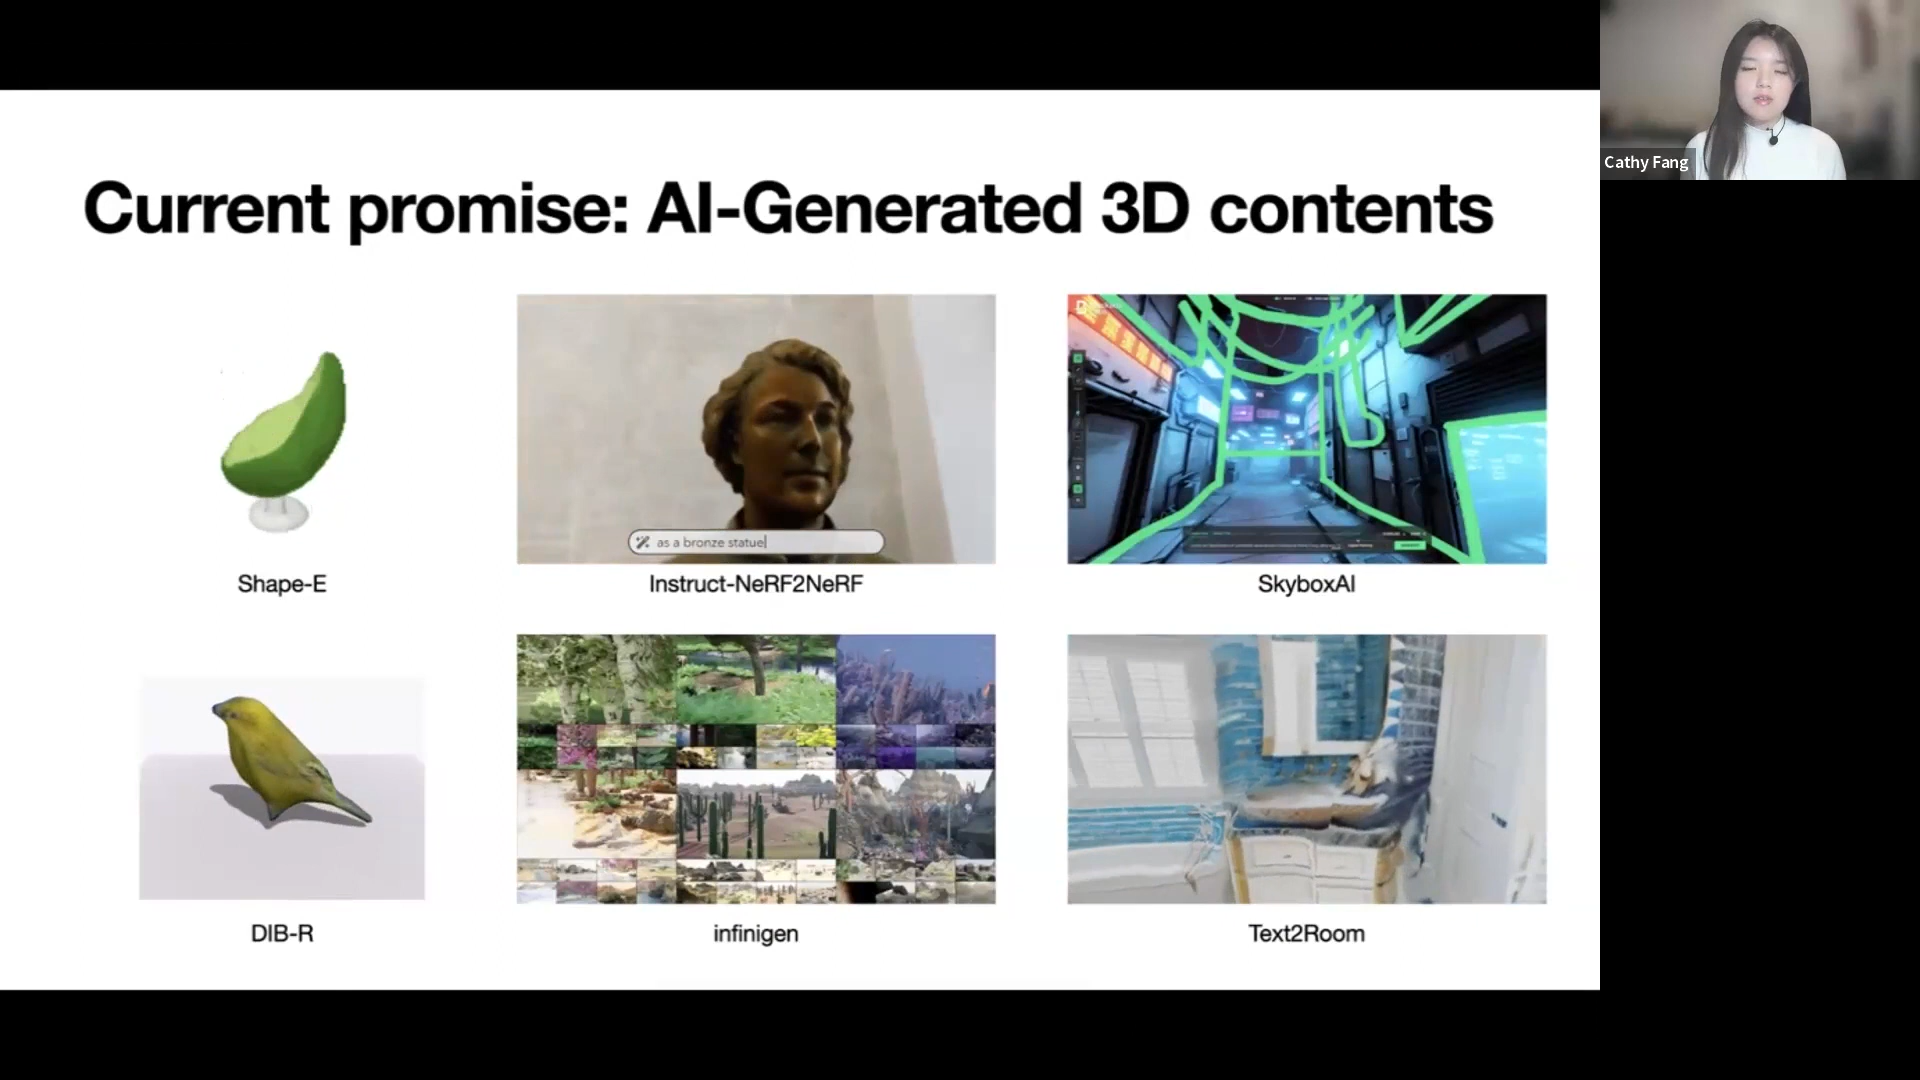 Current promise: AI-Generated 3D contents
Cathy Fang
as a bronze statue
Shape-E
Instruct-NeRF2NeRF
SkyboxAI
DIB-R
infinigen
Text2Room